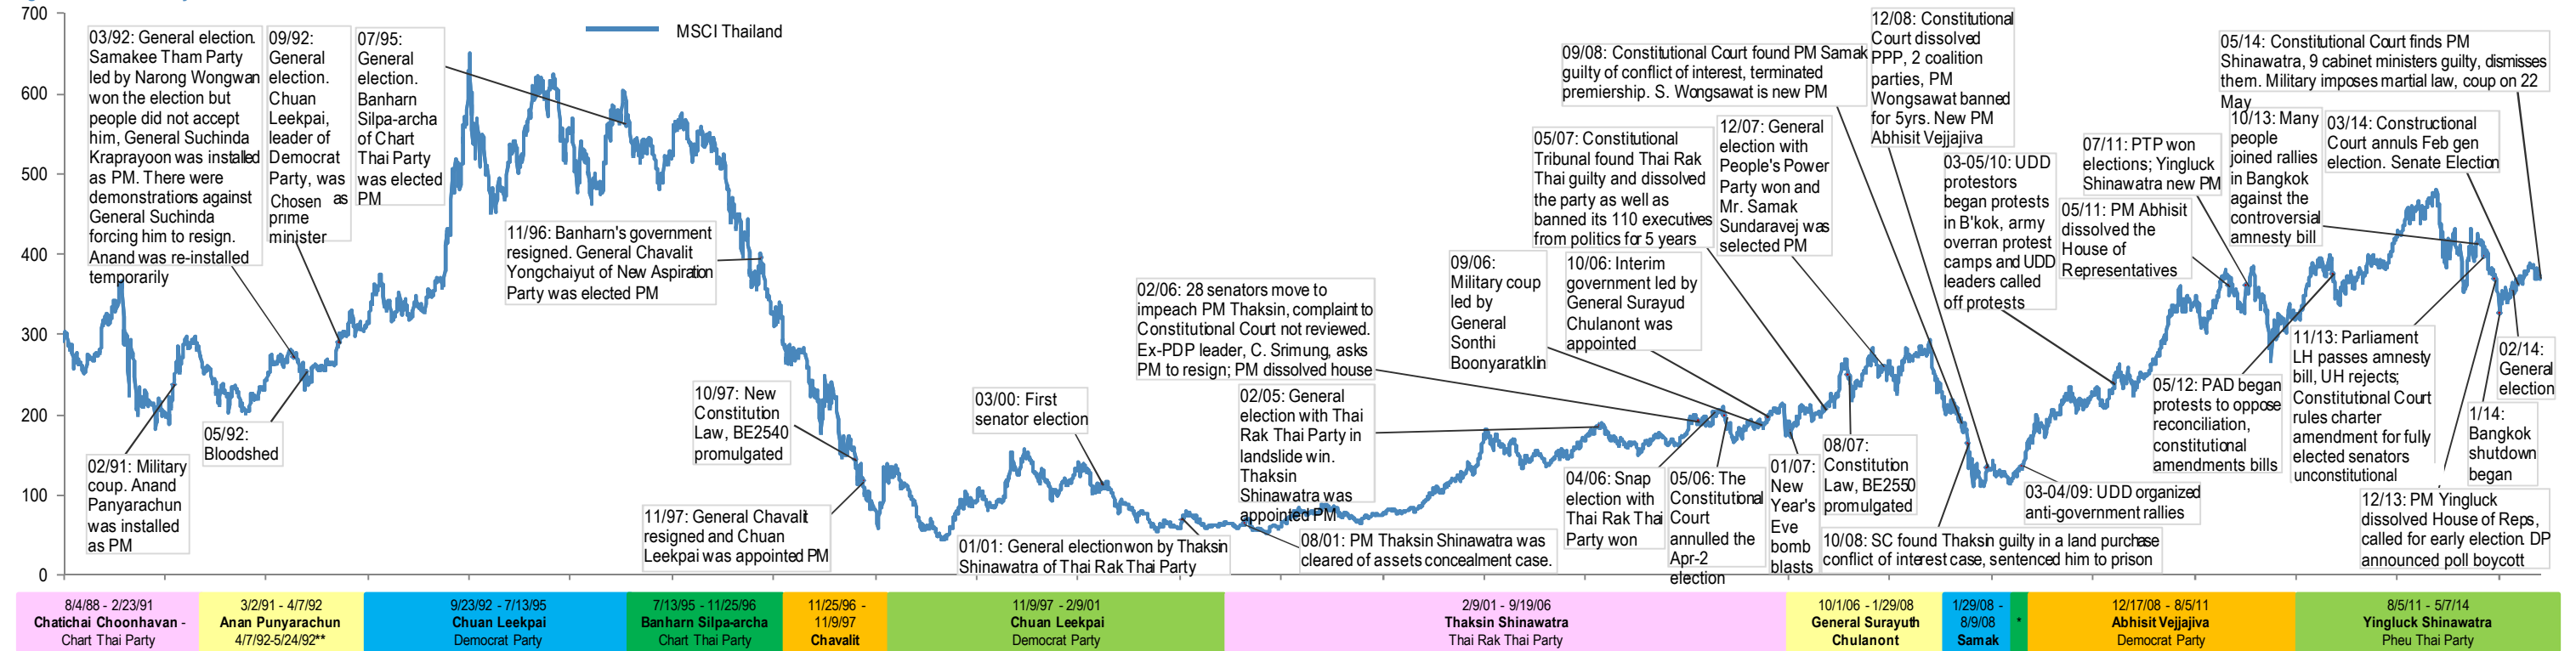 700
600
500
400
300
200
100
0
MSCI Thailand
03/92: General election.
Samakee Tham Party
led by Narong Wongwan
won the election but
people did not accept
him, General Suchinda
Kraprayoon was installed
as PM. There were
demonstrations against
General Suchinda
forcing him to resign.
Anand was re-installed
temporarily
09/92:
General
election.
Chuan
Leekpai,
leader of
Democrat
Party, was
Chosen as
prime
minister
07/95:
General
election.
Banharn
Silpa-archa
of Chart
Thai Party
was elected
PM
02/91: Military
coup. Anand
Panyarachun
was installed
as PM
05/92:
Bloodshed
11/96: Banharn's government
resigned. General Chavalit
Yongchaiyut of New Aspiration
Party was elected PM
10/97: New
Constitution
Law, BE2540
promulgated
11/97: General Chavalit
resigned and Chuan
Leekpai was appointed PM
03/00: First
senator election
01/01: General election won by Thaksin
Shinawatra of Thai Rak Thai Party
02/06: 28 senators move to
impeach PM Thaksin, complaint to
Constitutional Court not reviewed.
Ex-PDP leader, C. Srimung, asks
PM to resign; PM dissolved house
02/05: General
election with Thai
Rak Thai Party in
landslide win.
Thaksin
Shinawatra was
appointed PM
08/01: PM Thaksin Shinawatra was
cleared of assets concealment case.
09/06:
Military coup
led by
General
Sonthi
Boonyaratklin
10/06: Interim
government led by
General Surayud
Chulanont was
appointed
04/06: Snap
election with
Thai Rak Thai
Party won
05/06: The
Constitutional
Court
annulled the
Apr-2
election
01/07:
New
Year's
Eve
bomb
blasts
05/07: Constitutional
Tribunal found Thai Rak
Thai guilty and dissolved
the party as well as
banned its 110 executives
from politics for 5 years
12/07: General
election with
People's Power
Party won and
Mr. Samak
Sundaravej was
selected PM
09/08: Constitutional Court found PM Samak
guilty of conflict of interest, terminated
premiership. S. Wongsawat is new PM
12/08: Constitutional
Court dissolved
PPP, 2 coalition
parties, PM
Wongsawat banned
for 5yrs. New PM
Abhisit Vejjajiva
08/07:
Constitution
Law, BE2550
promulgated
10/08: SC found Thaksin guilty in a land purchase
conflict of interest case, sentenced him to prison
03-04/09: UDD organized
anti-government rallies
03-05/10: UDD
protestors
began protests
in B'kok, army
overran protest
camps and UDD
leaders called
off protests
05/11: PM Abhisit
dissolved the
House of
Representatives
07/11: PTP won
elections; Yingluck
Shinawatra new PM
05/12: PAD began
protests to oppose
reconciliation,
constitutional
amendments bills
10/13: Many
people
joined rallies
in Bangkok
against the
controversial
amnesty bill
11/13: Parliament
LH passes amnesty
bill, UH rejects;
Constitutional Court
rules charter
amendment for fully
elected senators
unconstitutional
12/13: PM Yingluck
dissolved House of Reps,
called for early election. DP
announced poll boycott
1/14:
Bangkok
shutdown
began
02/14:
General
election
03/14: Constructional
Court annuls Feb gen
election. Senate Election
05/14: Constitutional Court finds PM
Shinawatra, 9 cabinet ministers guilty, dismisses
them. Military imposes martial law, coup on 22
May
8/4/88 - 2/23/91
Chatichai Choonhavan -
Chart Thai Party
3/2/91 - 4/7/92
Anan Punyarachun
4/7/92-5/24/92**
9/23/92 - 7/13/95
Chuan Leekpai
Democrat Party
7/13/95 - 11/25/96
Banharn Silpa-archa
Chart Thai Party
11/25/96 -
11/9/97
Chavalit
11/9/97 - 2/9/01
Chuan Leekpai
Democrat Party
2/9/01 - 9/19/06
Thaksin Shinawatra
Thai Rak Thai Party
10/1/06 - 1/29/08
General Surayuth
Chulanont
1/29/08 -
8/9/08
Samak
*
12/17/08 - 8/5/11
Abhisit Vejjajiva
Democrat Party
8/5/11 - 5/7/14
Yingluck Shinawatra
Pheu Thai Party